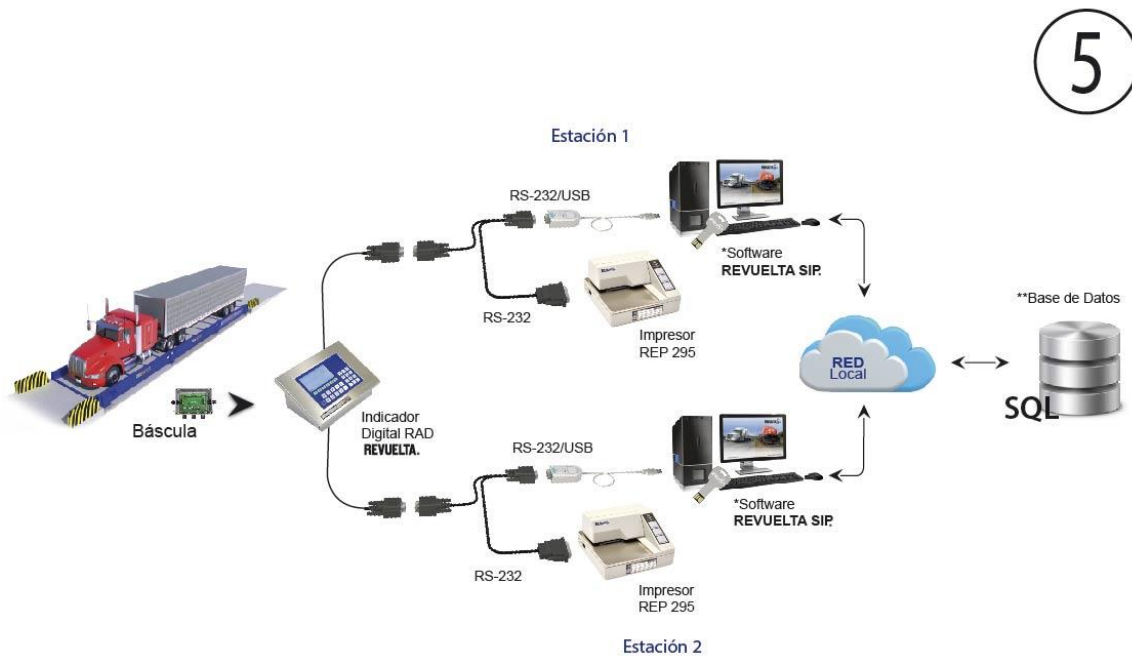 5
Estación 1
RS-232/USB
*Software
REVUELTA SIP.
RS-232
Impresor
REP 295
Báscula
Indicador
Digital RAD
REVUELTA.
RED
Local
**Base de Datos
SQL
RS-232/USB
*Software
REVUELTA SIP.
RS-232
Impresor
REP 295
Estación 2